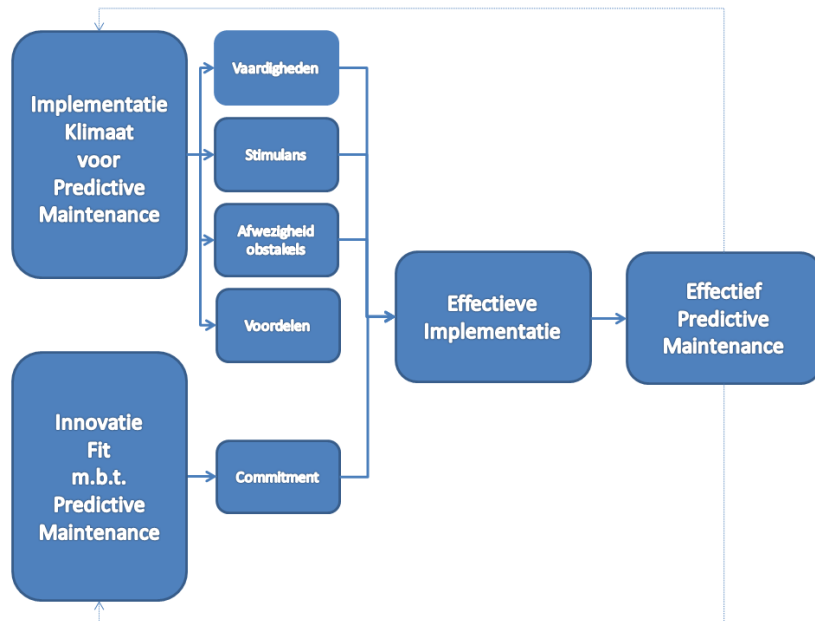 Implementatie
Klimaat
voor
Predictive
Maintenance
Vaardigheden
Stimulans
Afwezigheid
obstakels
Voordelen
Innovatie
Fit
m.b.t.
Predictive
Maintenance
Commitment
Effectieve
Implementatie
Effectief
Predictive
Maintenance